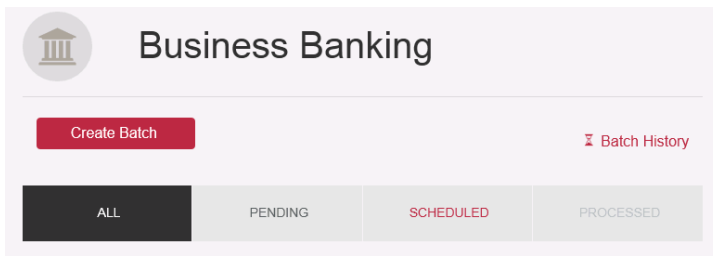 Business Banking
Create Batch
Batch History
ALL
PENDING
SCHEDULED
PROCESSED